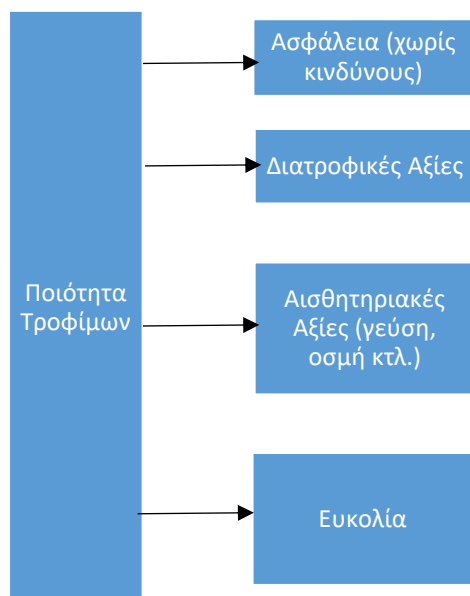 Ασφάλεια (χωρίς
κινδύνους)
Διατροφικές Αξίες
Ποιότητα
Τροφίμων
Αισθητηριακές
Αξίες (γεύση,
οσμή κτλ.)
Ευκολία